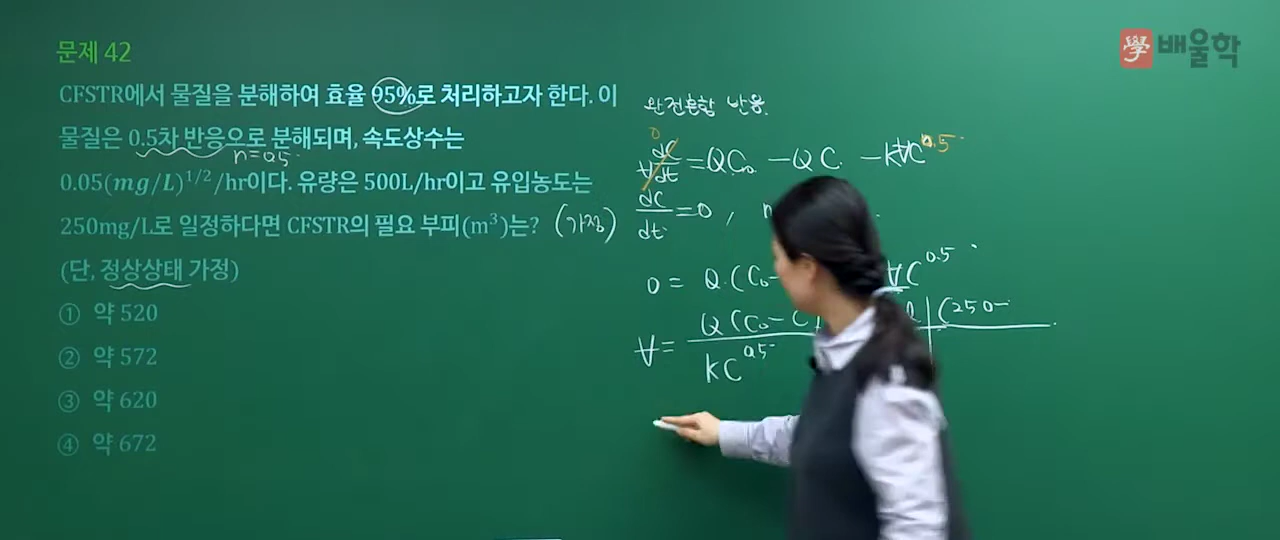 문제 42
學 배울학
CFSTR에서 물질을 분해하여 효율 95%로 처리하고자 한다. 이
물질은 0.5차 반응으로 분해되며, 속도상수는
n=0.5
0.05(mg/L)^{1/2}/hr이다. 유량은 500L/hr이고 유입농도는
250mg/L로 일정하다면 CFSTR의 필요 부피(m³)는? (가정)
(단, 정상상태 가정)
① 약 520
② 약 572
③ 약 620
④ 약 672
완전혼합 반응.
0
V dC/dt = QC₀ - QC - kVC^{0.5}
dC/dt = 0 ,
0 = Q(C₀- VC^{0.5}
V = Q(C₀-C / kC^{0.5} (250-